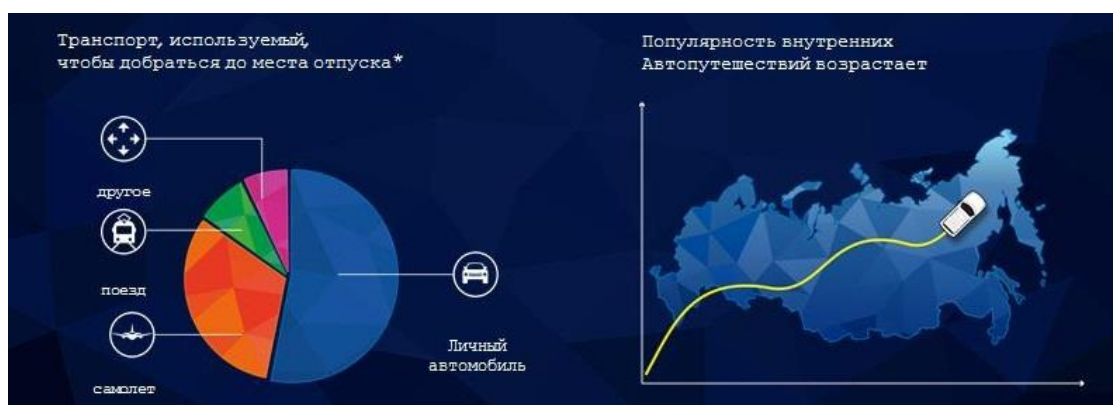 Транспорт, используемый,
чтобы добраться до места отпуска*
другое
поезд
самолет
Личный
автомобиль
Популярность внутренних
Автопутешествий возрастает